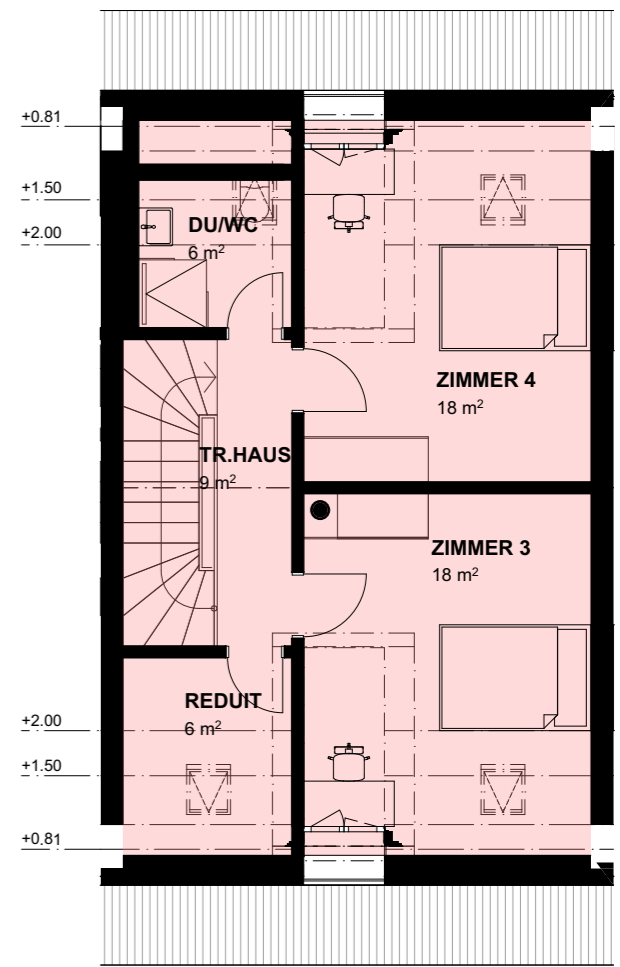 +0.81
+1.50
DU/WC
6 m²
+2.00
ZIMMER 4
18 m²
TR.HAUS
9 m²
ZIMMER 3
18 m²
REDUIT
6 m²
+2.00
+1.50
+0.81